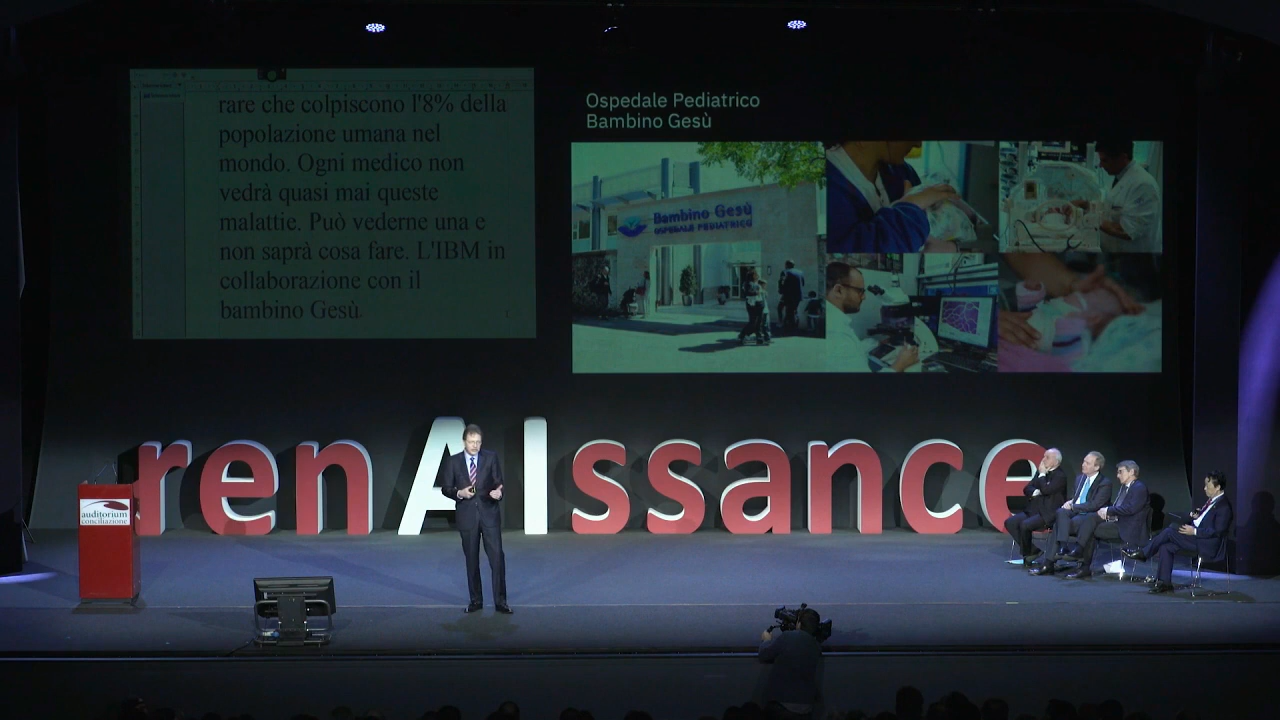 rare che colpiscono l'8% della
popolazione umana nel
mondo. Ogni medico non
vedrà quasi mai queste
malattie. Può vederne una e
non saprà cosa fare. L'IBM in
collaborazione con il
bambino Gesù.
Ospedale Pediatrico
Bambino Gesù
Bambino Gesù
OSPEDALE PEDIATRICO
renAIssance
auditorium
conciliazione